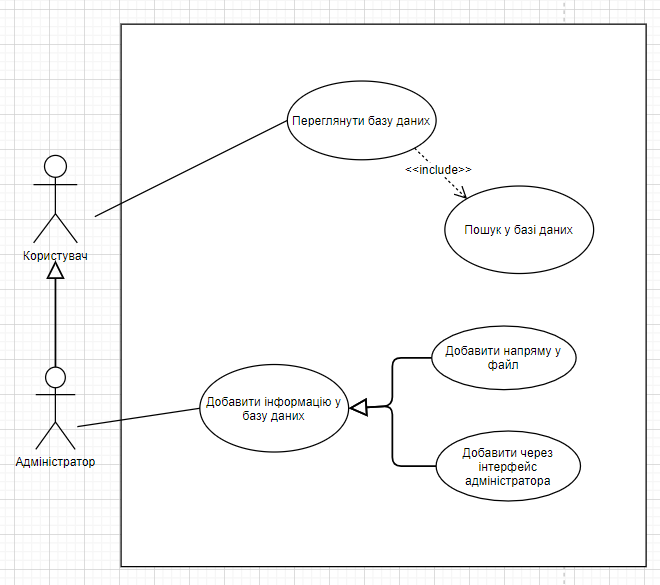 Переглянути базу даних
<<include>>
Пошук у базі даних
Користувач
Добавити напряму у
файл
Добавити інформацію у
базу даних
Добавити через
інтерфейс
адміністратора
Адміністратор